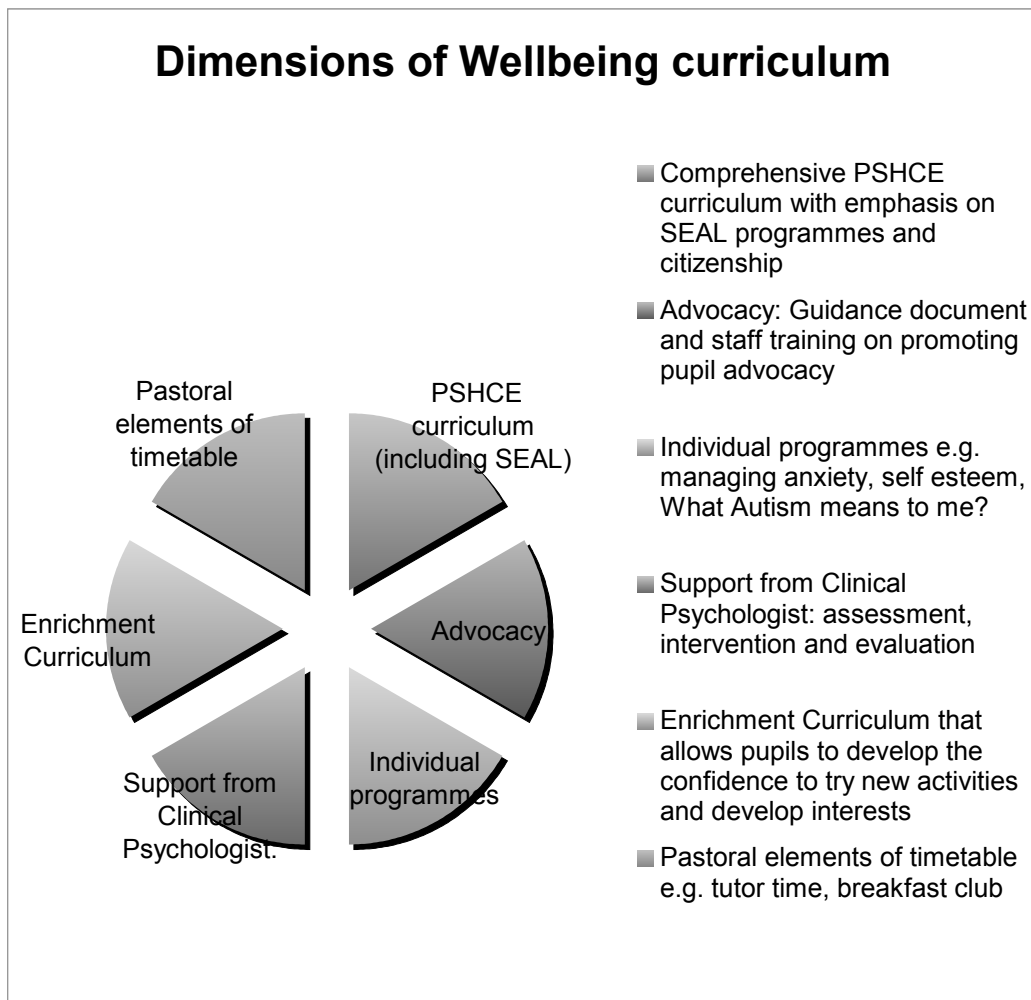 Dimensions of Wellbeing curriculum
Pastoral
elements of
timetable
PSHCE
curriculum
(including SEAL)
Advocacy
Individual
programmes
Support from
Clinical
Psychologist.
Enrichment
Curriculum
Comprehensive PSHCE
curriculum with emphasis on
SEAL programmes and
citizenship
Advocacy: Guidance document
and staff training on promoting
pupil advocacy
Individual programmes e.g.
managing anxiety, self esteem,
What Autism means to me?
Support from Clinical
Psychologist: assessment,
intervention and evaluation
Enrichment Curriculum that
allows pupils to develop the
confidence to try new activities
and develop interests
Pastoral elements of timetable
e.g. tutor time, breakfast club